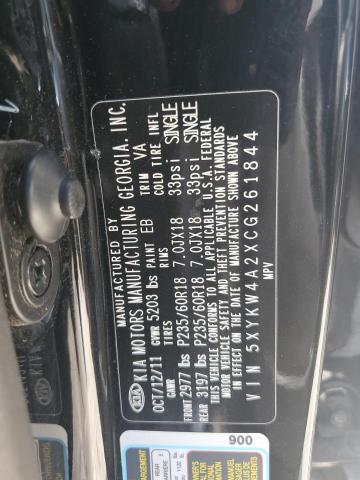 MANUFACTURED BY
KIA KIA MOTORS MANUFACTURING GEORGIA, INC.
OCT/12/11 GVWR 5203 lbs PAINT EB TRIM VA
GAWR TIRES RIMS COLD TIRE INFL
FRONT 2977 lbs P235/60R18 7.0JX18 33psi SINGLE
REAR 3197 lbs P235/60R18 7.0JX18 33psi SINGLE
THIS VEHICLE CONFORMS TO ALL APPLICABLE U.S.A. FEDERAL
MOTOR VEHICLE SAFETY AND THEFT PREVENTION STANDARDS
IN EFFECT ON THE DATE OF MANUFACTURE SHOWN ABOVE
VIN 5XYKW4A2XCG261844
MPV
900
REAR